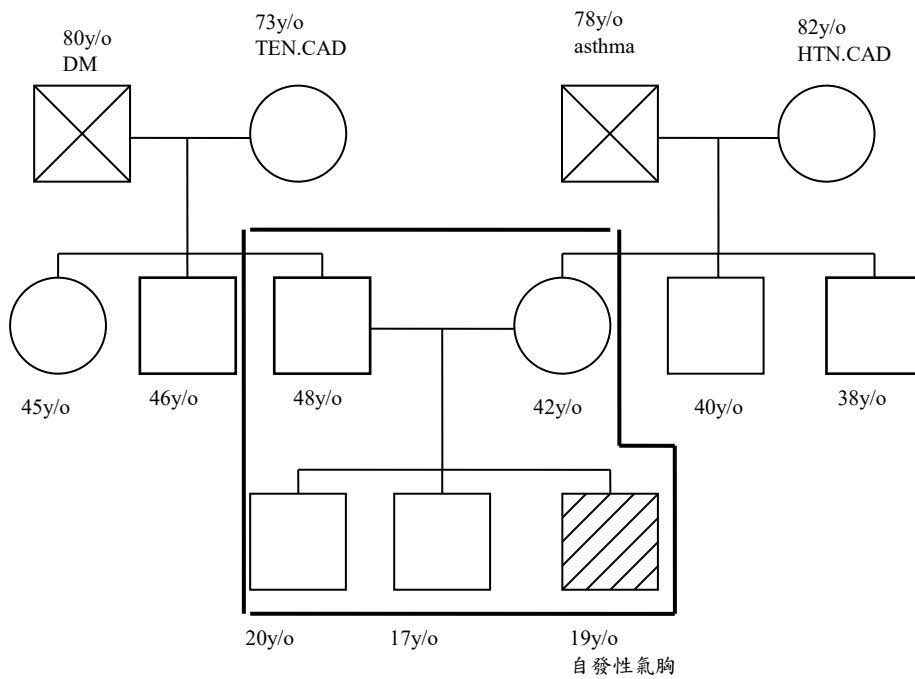 80y/o
DM
73y/o
TEN.CAD
78y/o
asthma
82y/o
HTN.CAD
45y/o
46y/o
48y/o
42y/o
40y/o
38y/o
20y/o
17y/o
19y/o
自發性氣胸